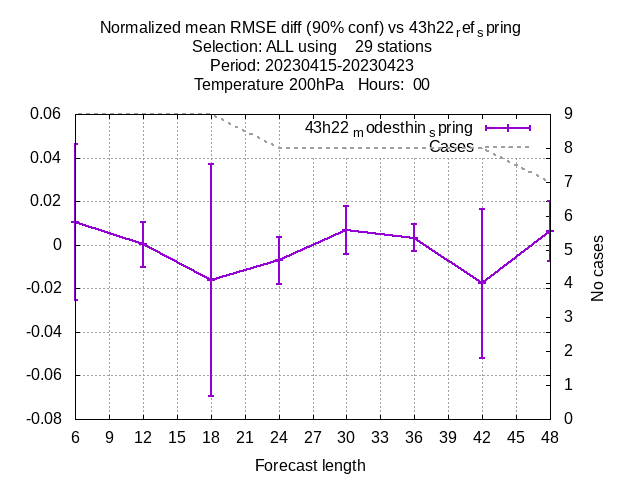 Normalized mean RMSE diff (90% conf) vs 43h22refspring
Selection: ALL using 29 stations
Period: 20230415-20230423
Temperature 200hPa Hours: 00
43h22modesthinspring
Cases
0.06
0.04
0.02
0
-0.02
-0.04
-0.06
-0.08
9
8
7
6
5
4
3
2
1
0
No cases
6 9 12 15 18 21 24 27 30 33 36 39 42 45 48
Forecast length